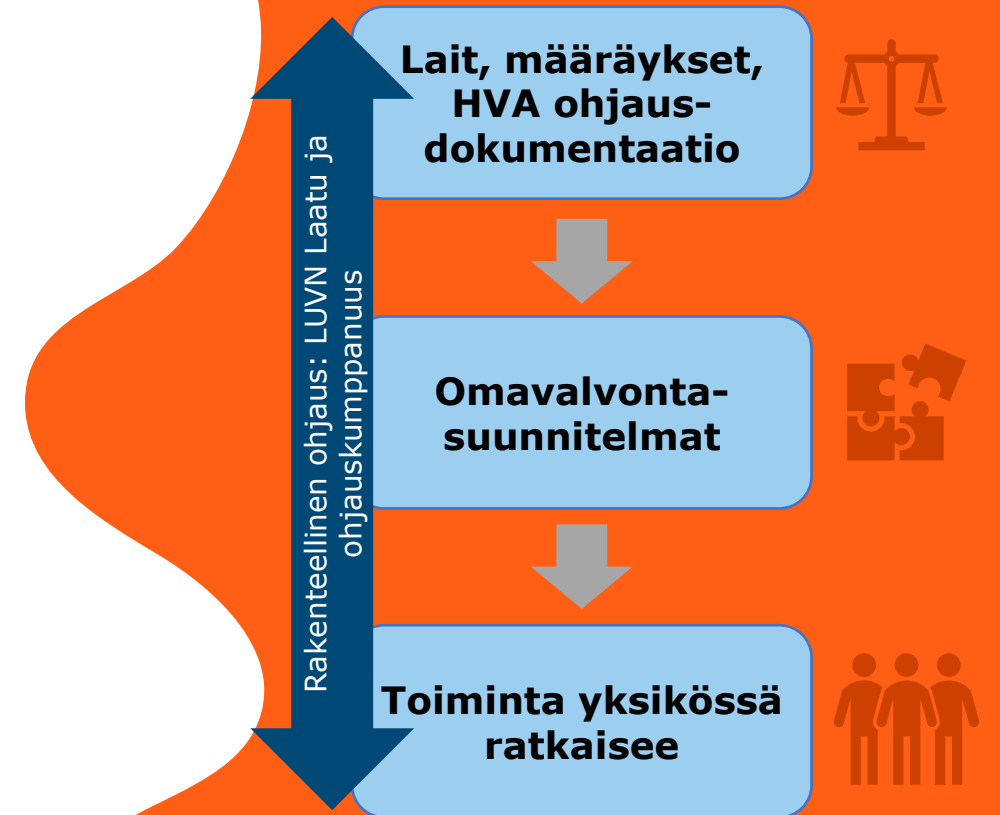 Lait, määräykset,
HVA ohjaus-
dokumentaatio
Rakenteellinen ohjaus: LUVN Laatu ja
ohjauskumppanuus
Omavalvonta-
suunnitelmat
Toiminta yksikössä
ratkaisee